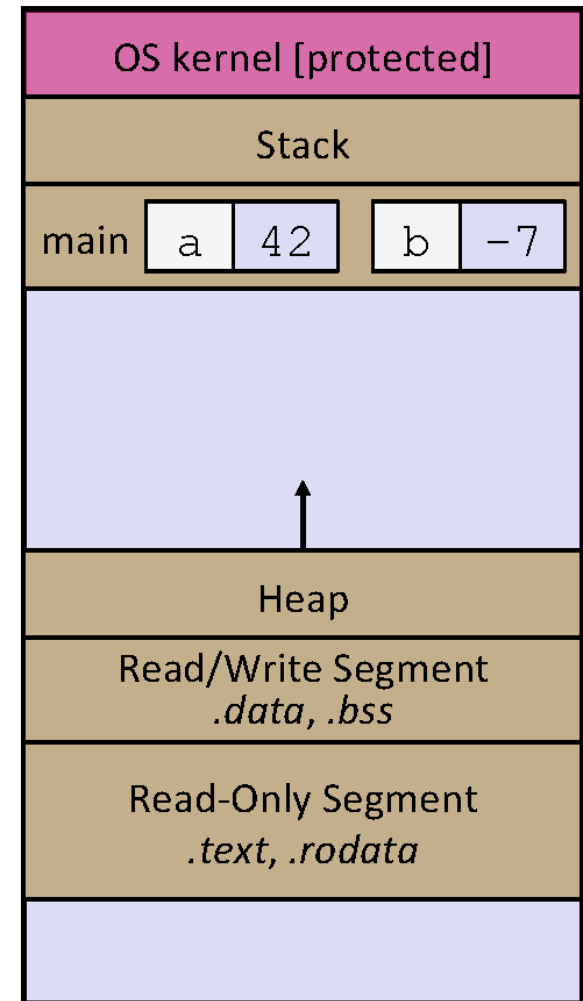 OS kernel [protected]
Stack
main a 42 b -7
Heap
Read/Write Segment
.data, .bss
Read-Only Segment
.text, .rodata